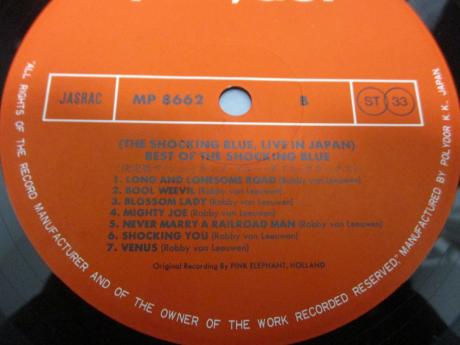 JASRAC
MP 8662
B
ST 33
(THE SHOCKING BLUE, LIVE IN JAPAN)
BEST OF THE SHOCKING BLUE
1. LONG AND LONESOME ROAD (Robby van Leeuwen)
2. BOOL WEEVIL (Robby van Leeuwen)
3. BLOSSOM LADY (Robby van Leeuwen)
4. MIGHTY JOE (Robby van Leeuwen)
5. NEVER MARRY A RAILROAD MAN (Robby van Leeuwen)
6. SHOCKING YOU (Robby van Leeuwen)
7. VENUS (Robby van Leeuwen)
Original Recording By PINK ELEPHANT, HOLLAND
"ALL RIGHTS OF THE RECORD MANUFACTURER AND OF THE OWNER OF THE WORK RECORDED RESERVED." MANUFACTURED BY POLYDOR K.K. JAPAN.